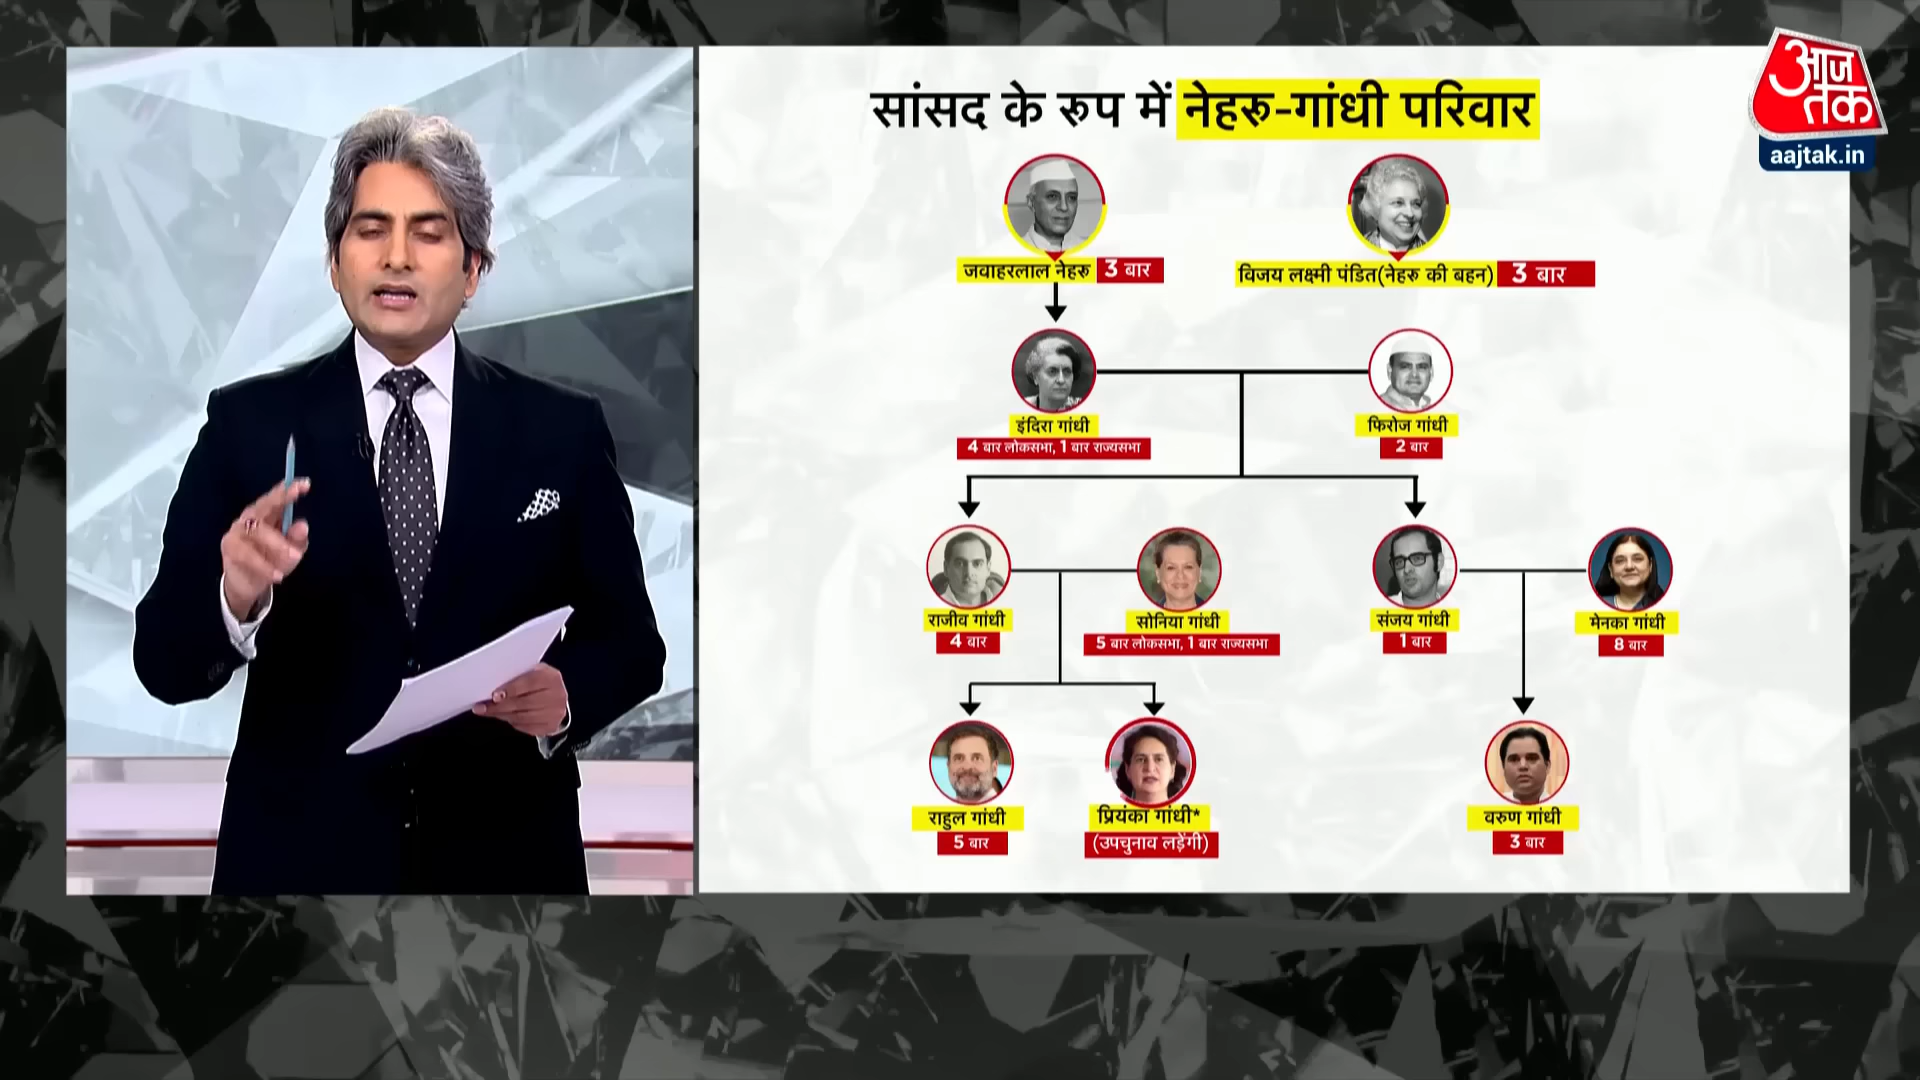 आज
तक
aajtak.in
सांसद के रुप में नेहरू-गांधी परिवार
जवाहरलाल नेहरू 3 बार
विजय लक्ष्मी पंडित(नेहरू की बहन) 3 बार
इंदिरा गांधी
4 बार लोकसभा, 1 बार राज्यसभा
फिरोज गांधी
2 बार
राजीव गांधी
4 बार
सोनिया गांधी
5 बार लोकसभा, 1 बार राज्यसभा
संजय गांधी
1 बार
मेनका गांधी
8 बार
राहुल गांधी
5 बार
प्रियंका गांधी*
(उपचुनाव लड़ेंगी)
वरुण गांधी
3 बार